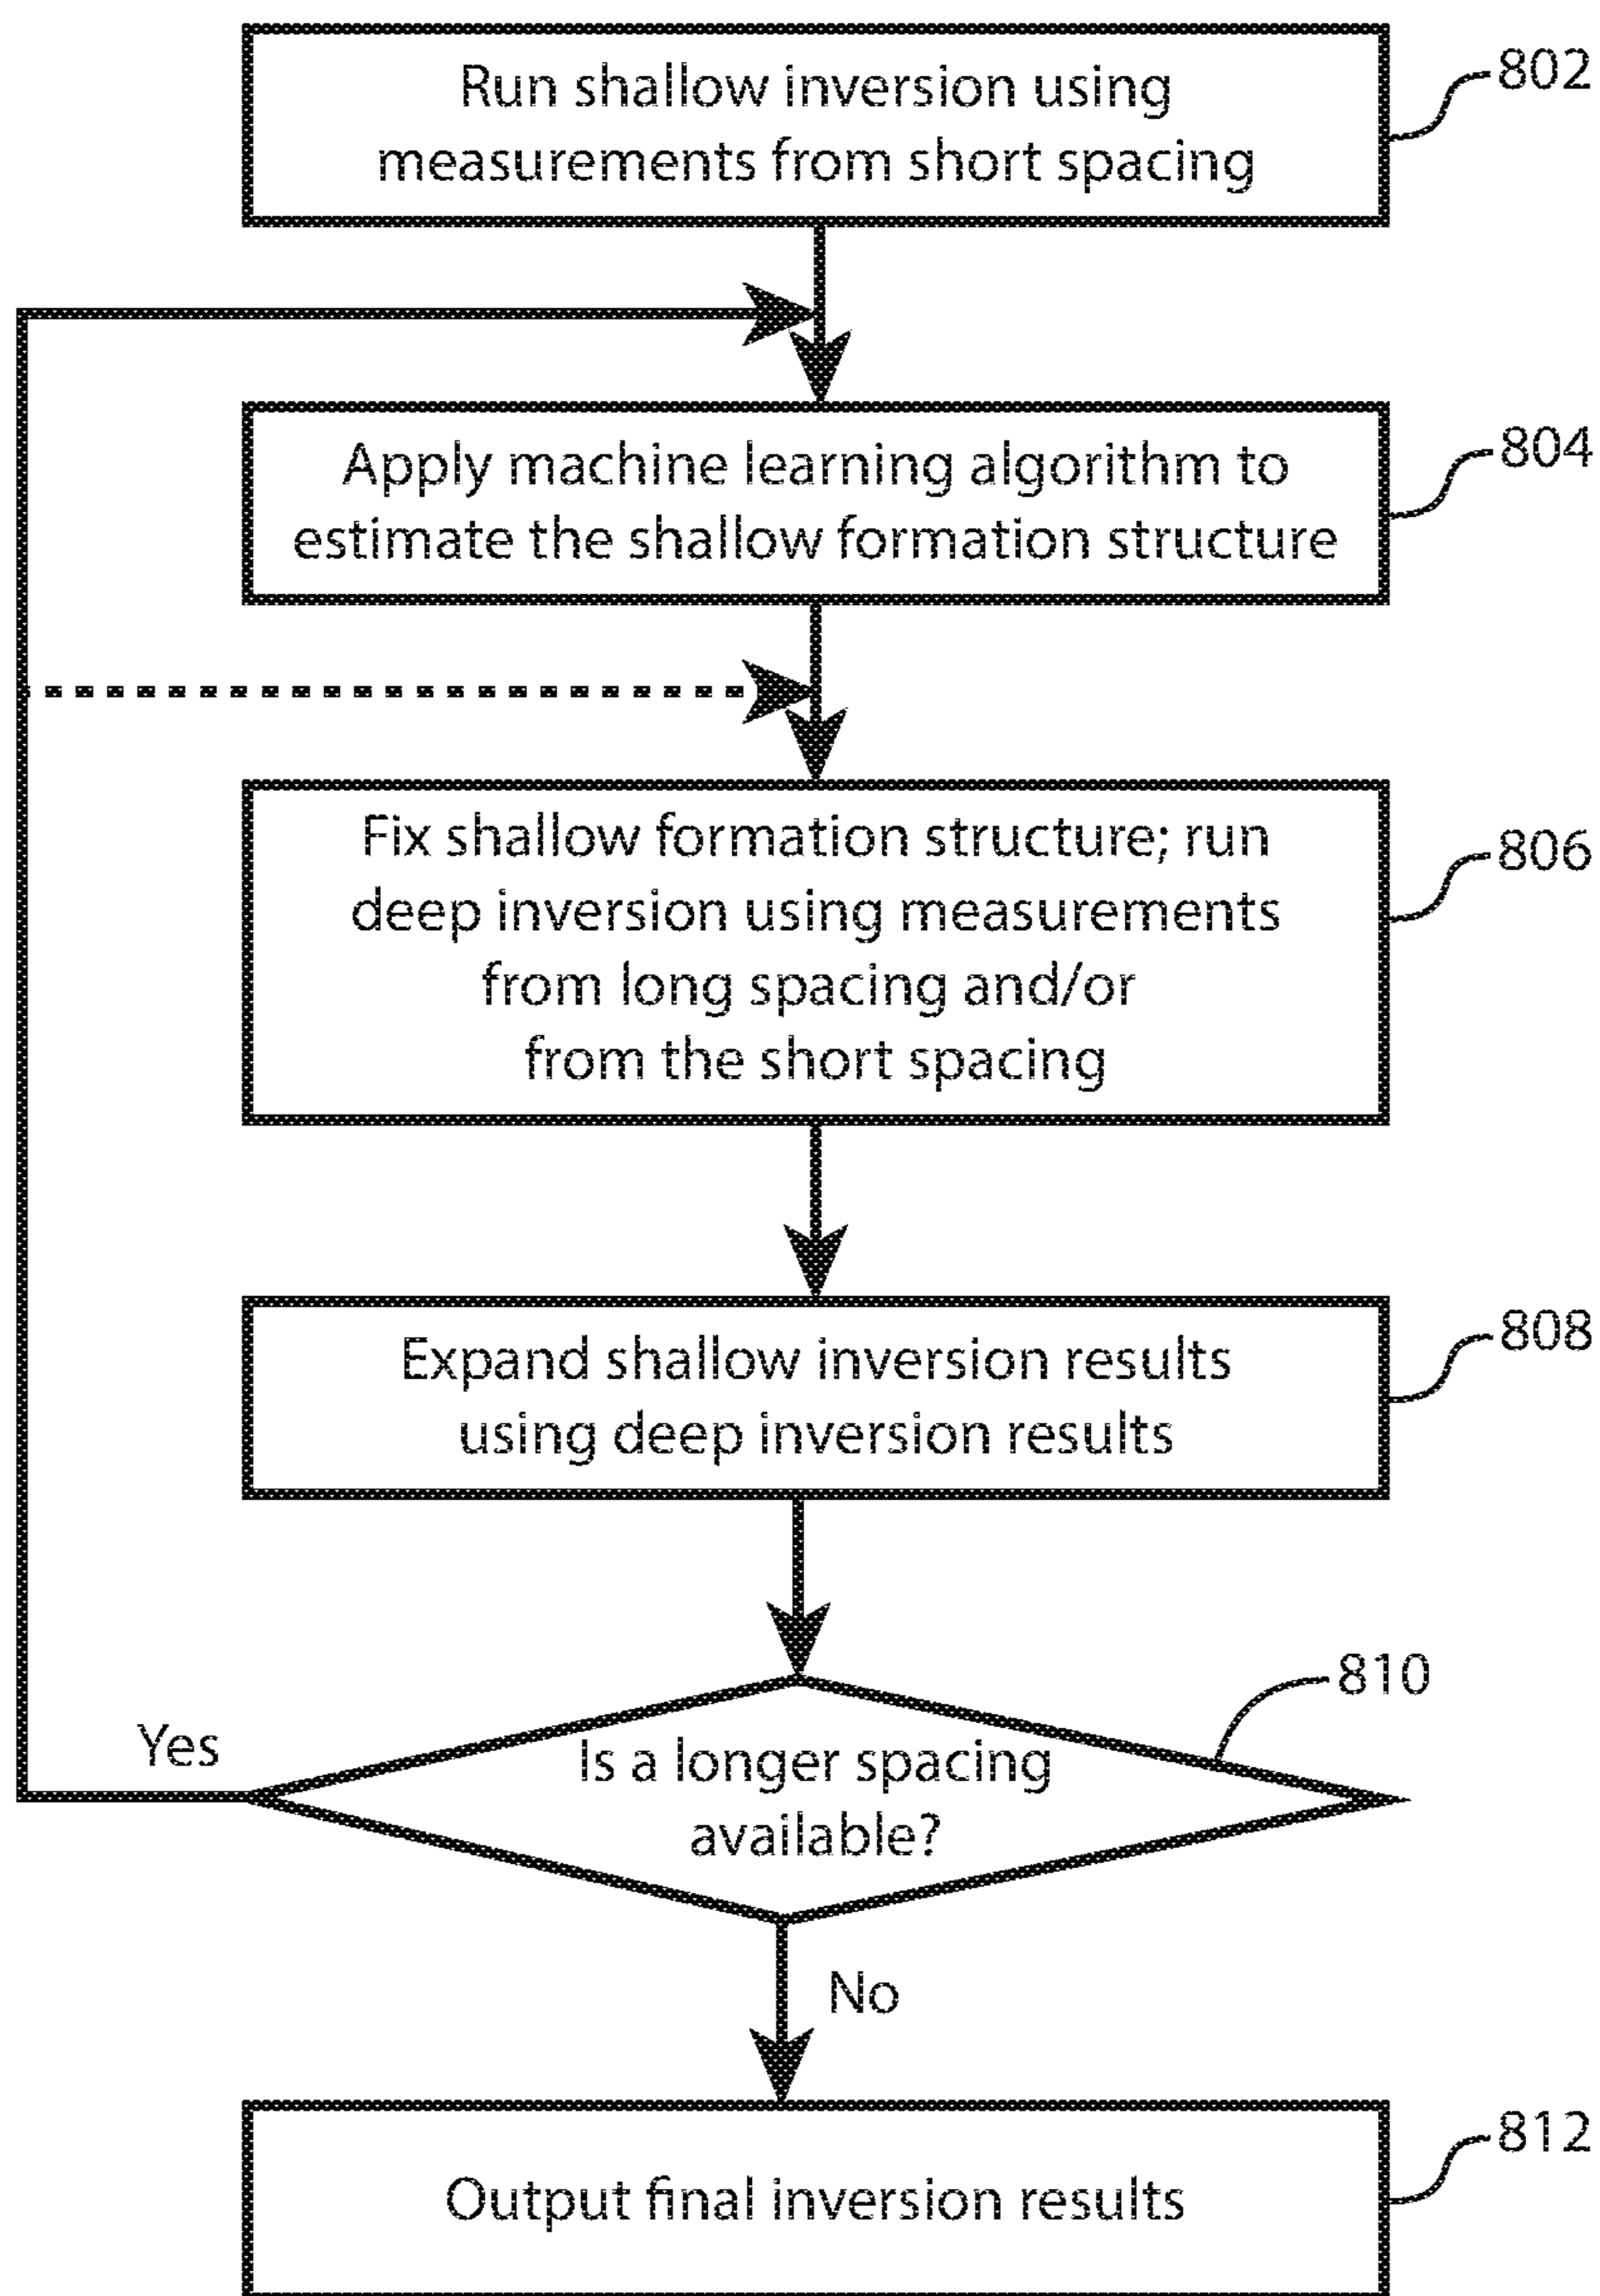 Run shallow inversion using
measurements from short spacing
802
Apply machine learning algorithm to
estimate the shallow formation structure
804
Fix shallow formation structure; run
deep inversion using measurements
from long spacing and/or
from the short spacing
806
Expand shallow inversion results
using deep inversion results
808
Is a longer spacing
available?
810
Yes
No
Output final inversion results
812